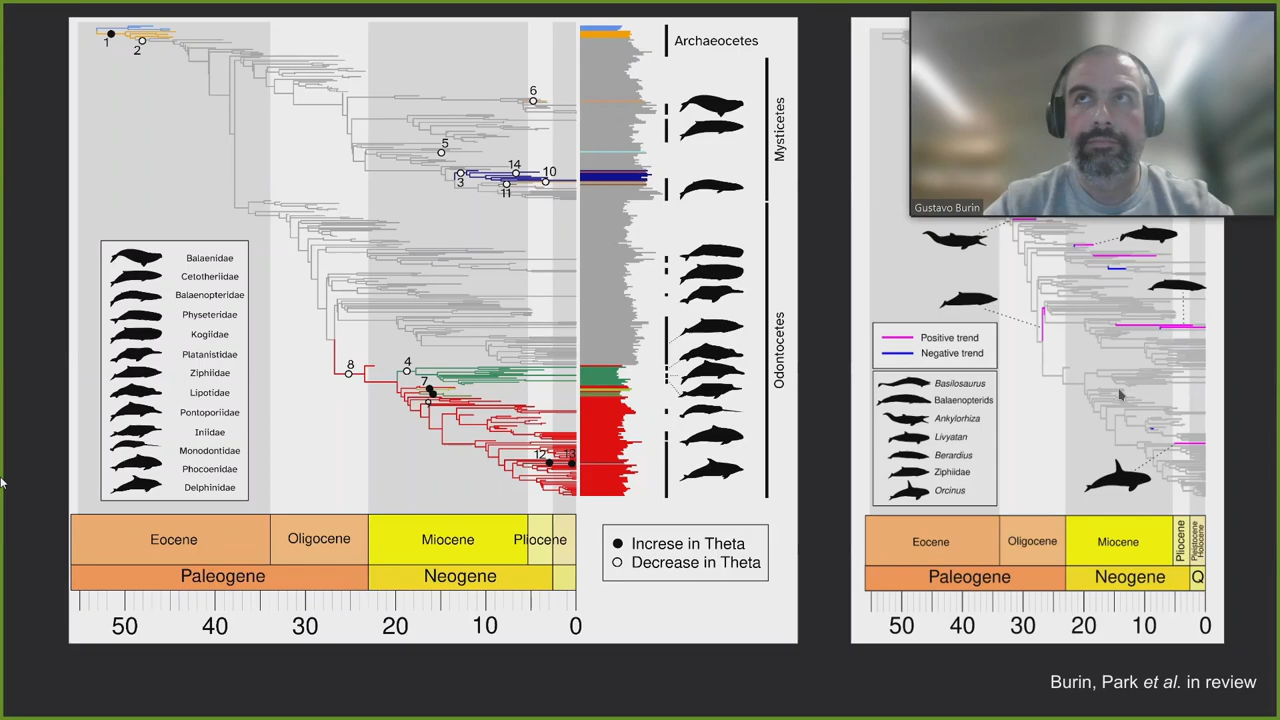 1
2
6
5
14
10
3
11
8
4
7
12
13
Archaeocetes
Mysticetes
Odontocetes
Balaenidae
Cetotheriidae
Balaenopteridae
Physeteridae
Kogiidae
Platanistidae
Ziphiidae
Lipotidae
Pontoporiidae
Iniidae
Monodontidae
Phocoenidae
Delphinidae
Eocene Oligocene Miocene Pliocene
Paleogene Neogene
50 40 30 20 10 0
Increse in Theta
Decrease in Theta
Gustavo Burin
Positive trend
Negative trend
Basilosaurus
Balaenopterids
Ankylorhiza
Livyatan
Berardius
Ziphiidae
Orcinus
Eocene Oligocene Miocene Pliocene Pleistocene Holocene
Paleogene Neogene Q
50 40 30 20 10 0
Burin, Park et al. in review